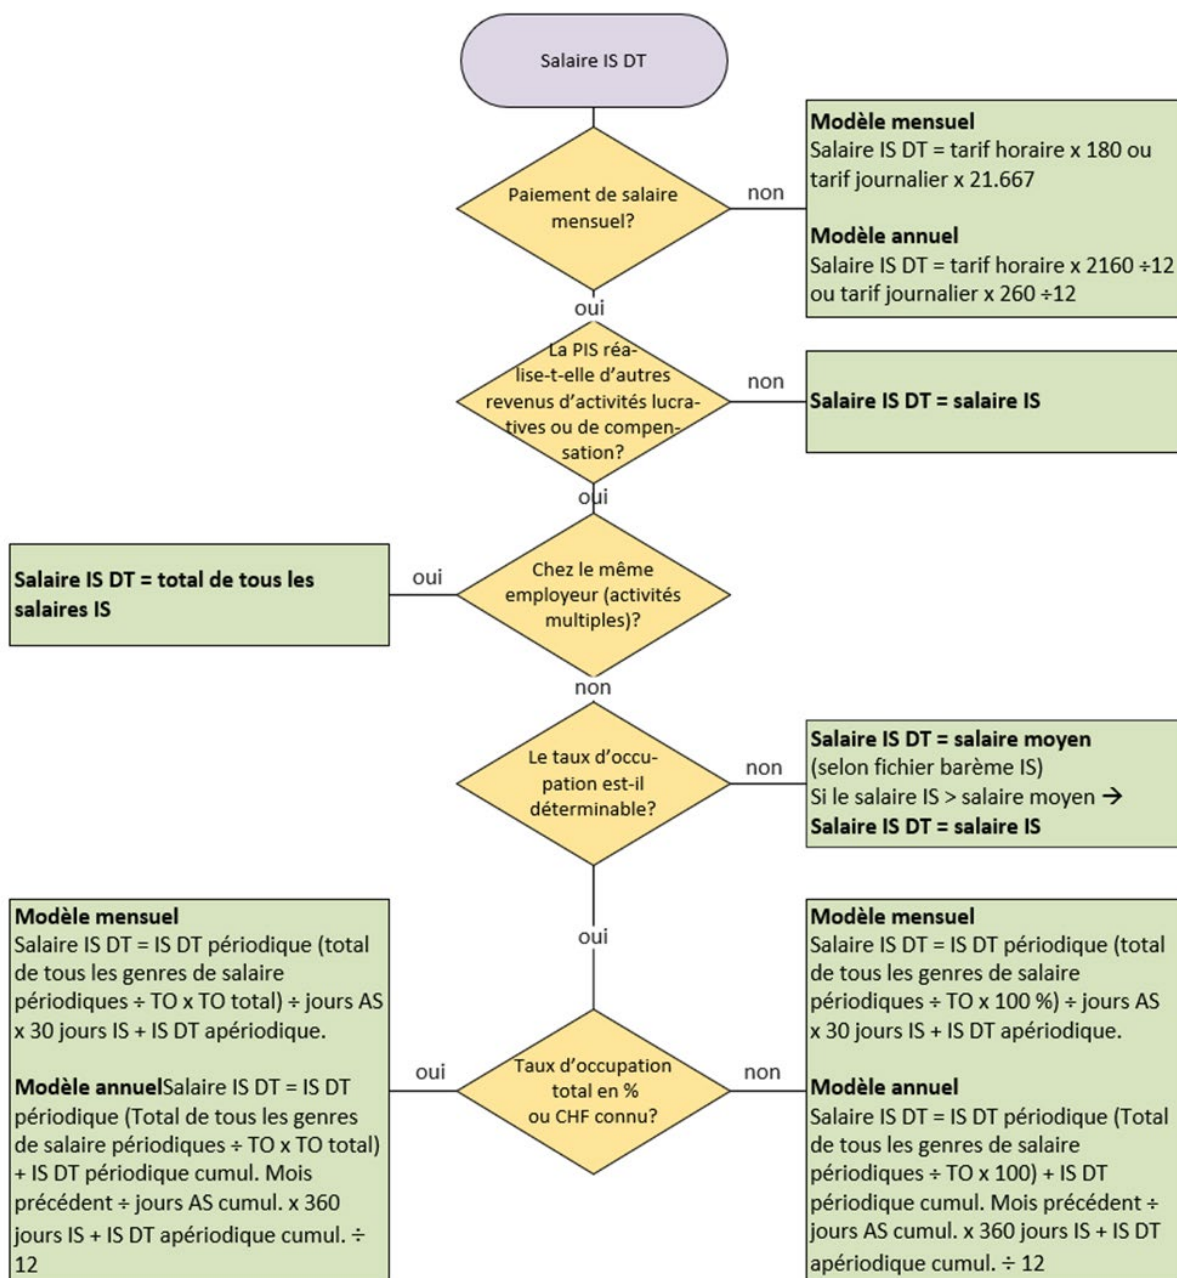 Salaire IS DT
Paiement de salaire
mensuel?
non
Modèle mensuel
Salaire IS DT = tarif horaire x 180 ou
tarif journalier x 21.667
Modèle annuel
Salaire IS DT = tarif horaire x 2160 ÷12
ou tarif journalier x 260 ÷12
oui
La PIS réa-
lise-t-elle d’autres
revenus d’activités lucra-
tives ou de compen-
sation?
non
Salaire IS DT = salaire IS
oui
Chez le même
employeur (activités
multiples)?
oui
Salaire IS DT = total de tous les
salaires IS
non
Le taux d’occu-
pation est-il
déterminable?
non
Salaire IS DT = salaire moyen
(selon fichier barème IS)
Si le salaire IS > salaire moyen →
Salaire IS DT = salaire IS
oui
Taux d’occupation
total en %
ou CHF connu?
oui
Modèle mensuel
Salaire IS DT = IS DT périodique (total
de tous les genres de salaire
périodiques ÷ TO x TO total) ÷ jours AS
x 30 jours IS + IS DT apériodique.
Modèle annuelSalaire IS DT = IS DT
périodique (Total de tous les genres
de salaire périodiques ÷ TO x TO total)
+ IS DT périodique cumul. Mois
précédent ÷ jours AS cumul. x 360
jours IS + IS DT apériodique cumul. ÷
12
non
Modèle mensuel
Salaire IS DT = IS DT périodique (total
de tous les genres de salaire
périodiques ÷ TO x 100 %) ÷ jours AS
x 30 jours IS + IS DT apériodique.
Modèle annuel
Salaire IS DT = IS DT périodique (Total
de tous les genres de salaire
périodiques ÷ TO x 100) + IS DT
périodique cumul. Mois précédent ÷
jours AS cumul. x 360 jours IS + IS DT
apériodique cumul. ÷ 12